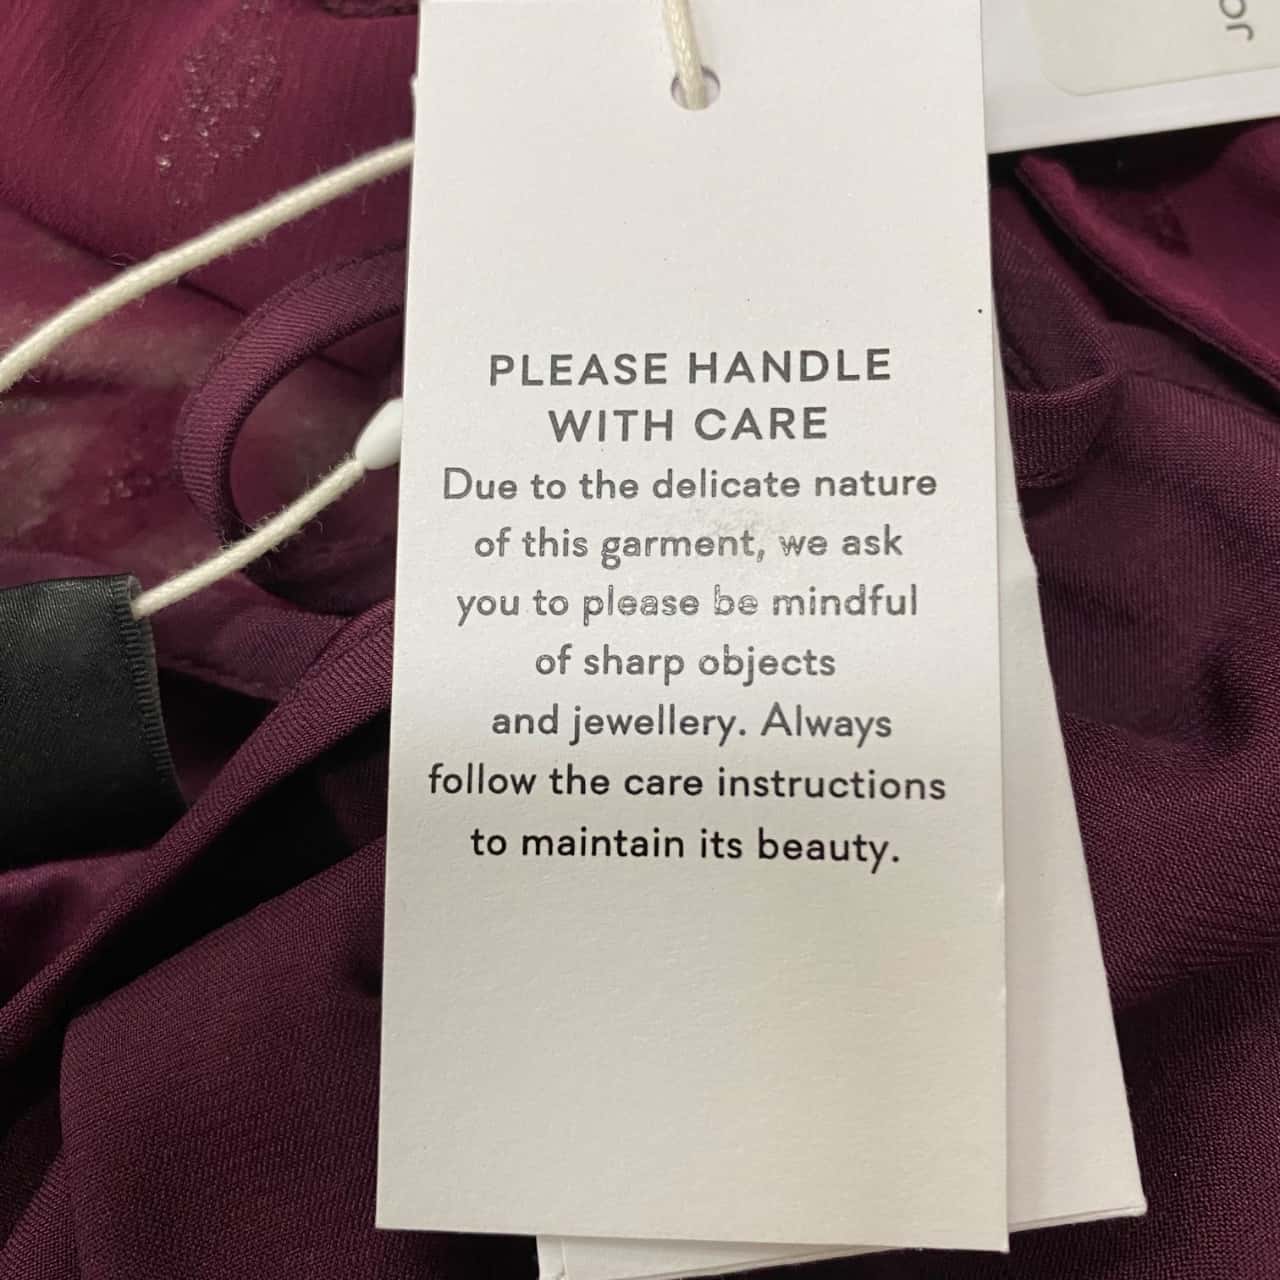 PLEASE HANDLE
WITH CARE
Due to the delicate nature
of this garment, we ask
you to please be mindful
of sharp objects
and jewellery. Always
follow the care instructions
to maintain its beauty.
JO